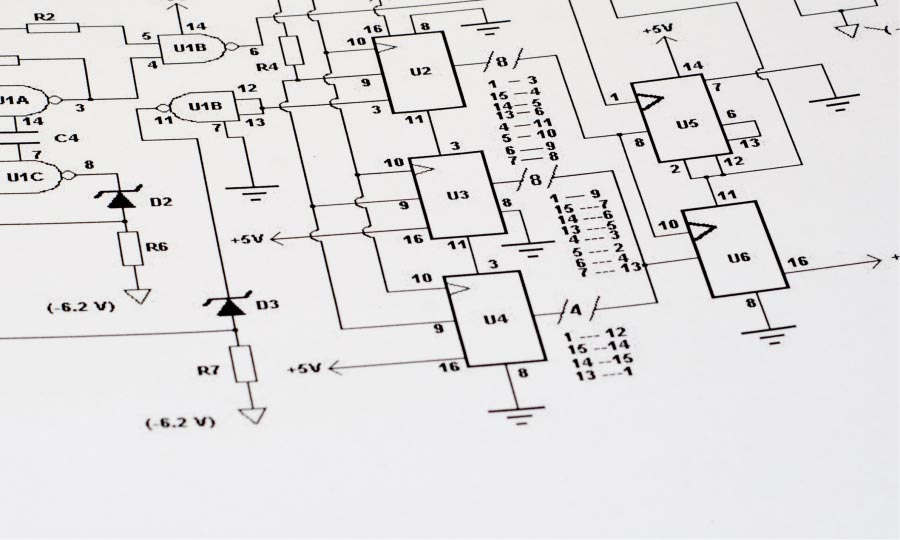 R2
5
14
4
U1B
6
R4
U1A
3
14
C4
7
U1C
8
D2
R6
(-6.2 V)
11
U1B
12
13
7
D3
R7
(-6.2 V)
16
8
10
U2
9
3
11
8
1 — 3
15 — 4
14 — 5
13 — 6
4 — 11
5 — 10
6 — 9
7 — 8
10
3
U3
9
8
+5V
16
11
8
1 — 9
15 --- 7
14 --- 6
13 --- 5
4 --- 3
5 --- 2
6 --- 4
7 --- 13
10
3
U4
9
+5V
16
8
4
1 --- 12
15 ---14
14 ---15
13 ---1
+5V
14
7
1
U5
6
13
8
2
12
11
10
U6
16
8